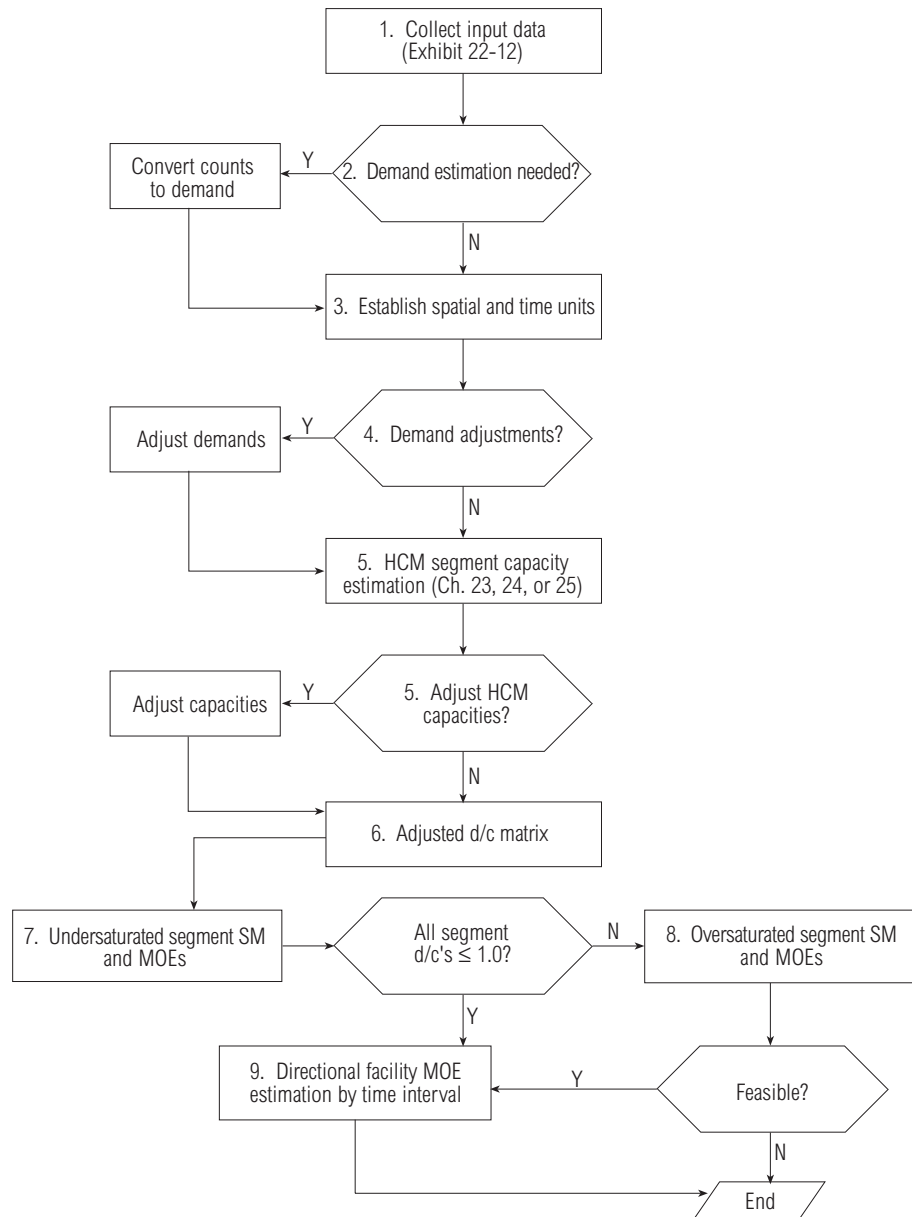 1. Collect input data
(Exhibit 22-12)
Y
2. Demand estimation needed?
Convert counts
to demand
N
3. Establish spatial and time units
Y
4. Demand adjustments?
Adjust demands
N
5. HCM segment capacity
estimation (Ch. 23, 24, or 25)
Y
5. Adjust HCM
capacities?
Adjust capacities
N
6. Adjusted d/c matrix
7. Undersaturated segment SM
and MOEs
All segment
d/c's ≤ 1.0?
N
8. Oversaturated segment SM
and MOEs
Y
9. Directional facility MOE
estimation by time interval
Y
Feasible?
N
End